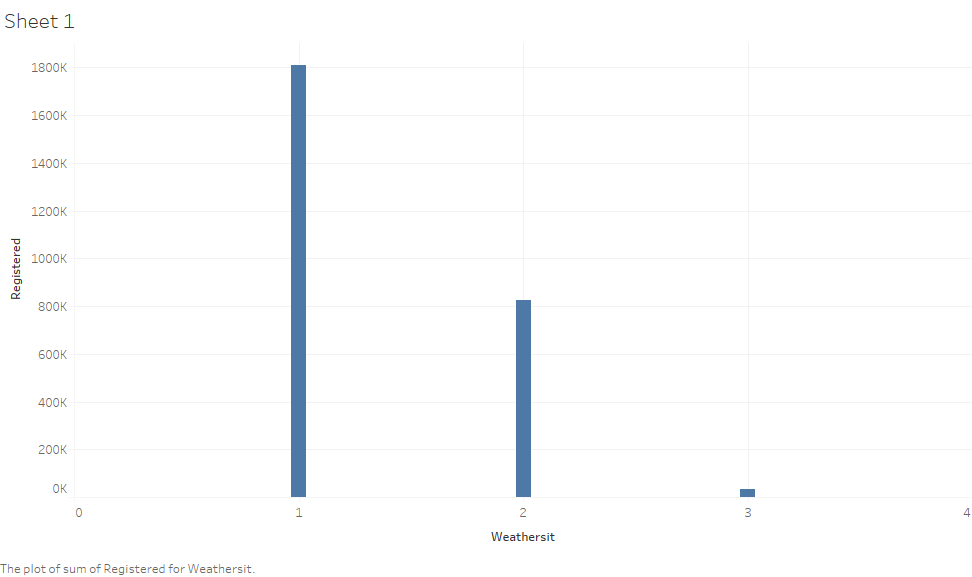 Sheet 1
1800K
1600K
1400K
1200K
1000K
800K
600K
400K
200K
0K
Registered
0 1 2 3 4
Weathersit
The plot of sum of Registered for Weathersit.